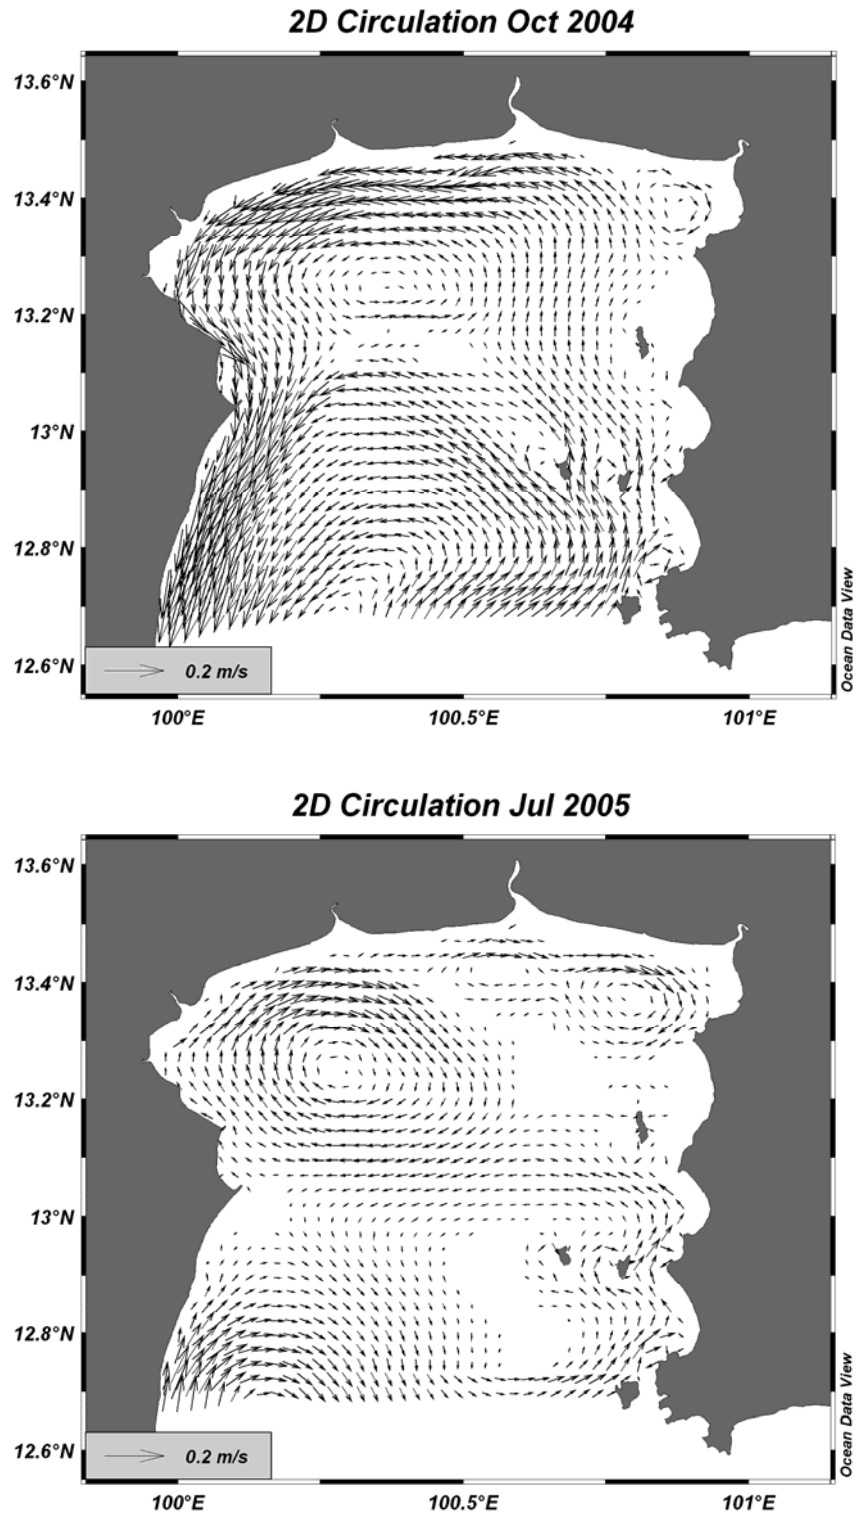 2D Circulation Oct 2004
13.6°N
13.4°N
13.2°N
13°N
12.8°N
12.6°N
0.2 m/s
Ocean Data View
100°E
100.5°E
101°E
2D Circulation Jul 2005
13.6°N
13.4°N
13.2°N
13°N
12.8°N
12.6°N
0.2 m/s
Ocean Data View
100°E
100.5°E
101°E